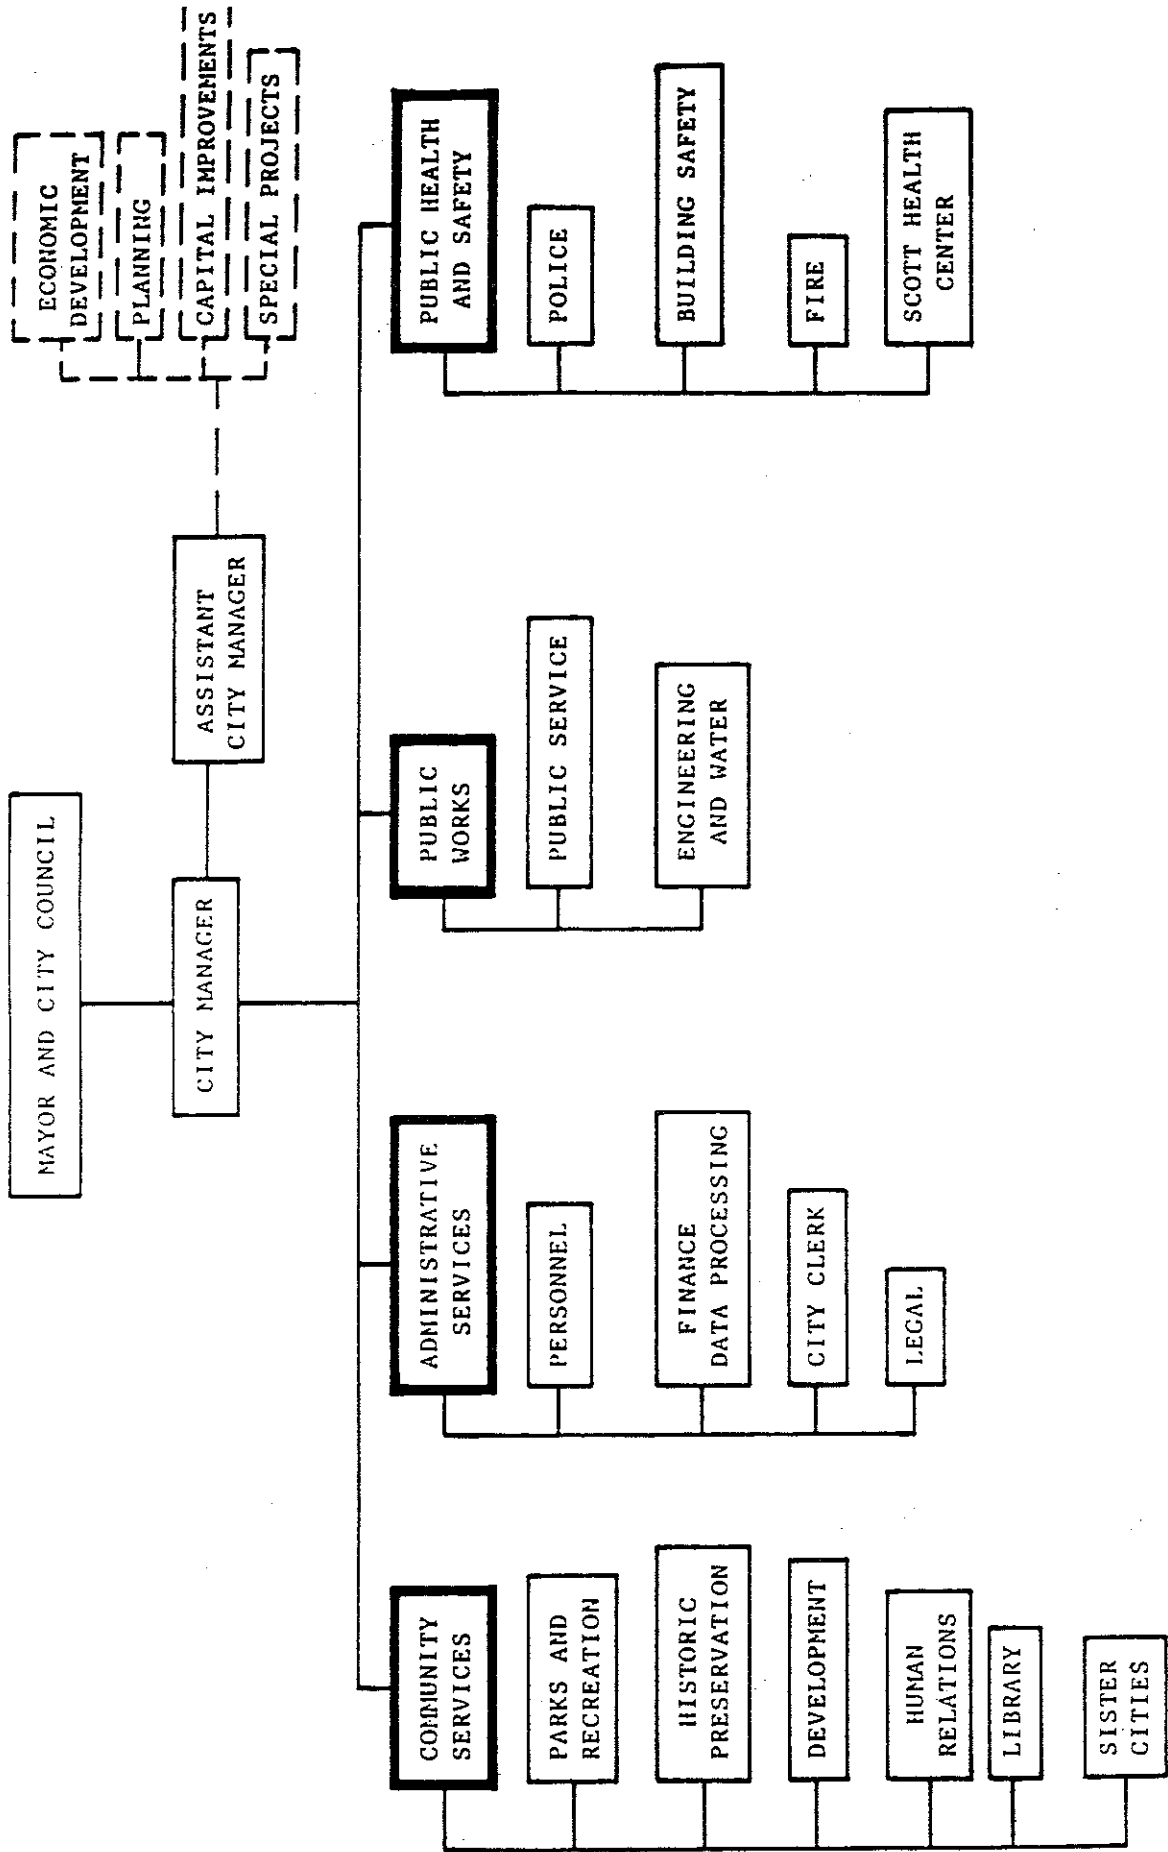 MAYOR AND CITY COUNCIL
CITY MANAGER
ASSISTANT
CITY MANAGER
ECONOMIC
DEVELOPMENT
PLANNING
CAPITAL IMPROVEMENTS
SPECIAL PROJECTS
COMMUNITY
SERVICES
PARKS AND
RECREATION
HISTORIC
PRESERVATION
DEVELOPMENT
HUMAN
RELATIONS
LIBRARY
SISTER
CITIES
ADMINISTRATIVE
SERVICES
PERSONNEL
FINANCE
DATA PROCESSING
CITY CLERK
LEGAL
PUBLIC
WORKS
PUBLIC SERVICE
ENGINEERING
AND WATER
PUBLIC HEALTH
AND SAFETY
POLICE
BUILDING SAFETY
FIRE
SCOTT HEALTH
CENTER